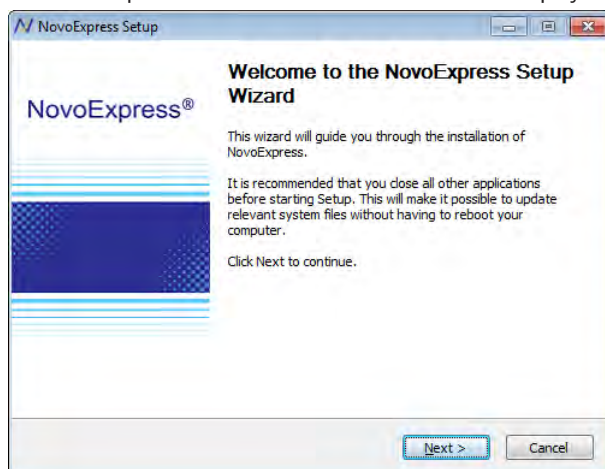 NovoExpress Setup
Welcome to the NovoExpress Setup
Wizard
NovoExpress®
This wizard will guide you through the installation of
NovoExpress.
It is recommended that you close all other applications
before starting Setup. This will make it possible to update
relevant system files without having to reboot your
computer.
Click Next to continue.
Next >
Cancel